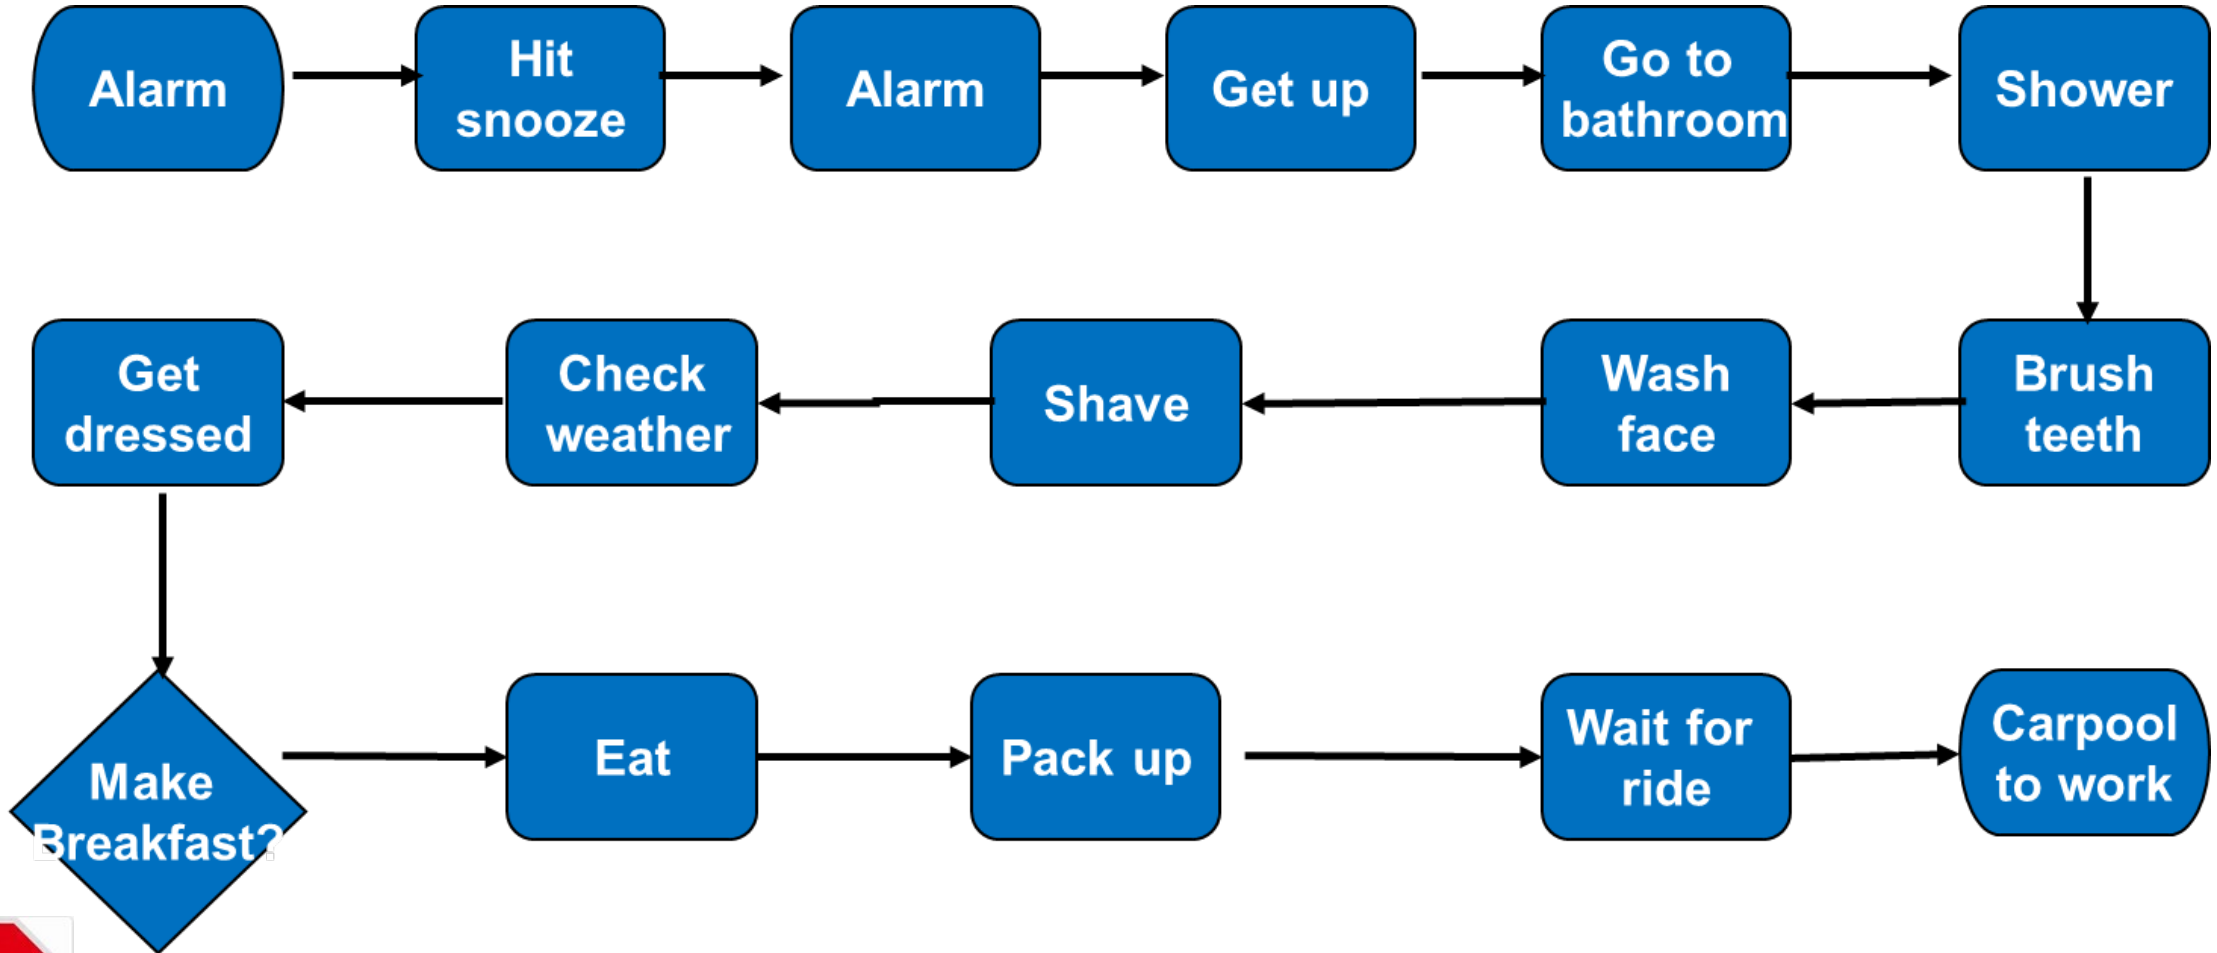 Alarm
Hit
snooze
Alarm
Get up
Go to
bathroom
Shower
Brush
teeth
Wash
face
Shave
Check
weather
Get
dressed
Make
Breakfast?
Eat
Pack up
Wait for
ride
Carpool
to work